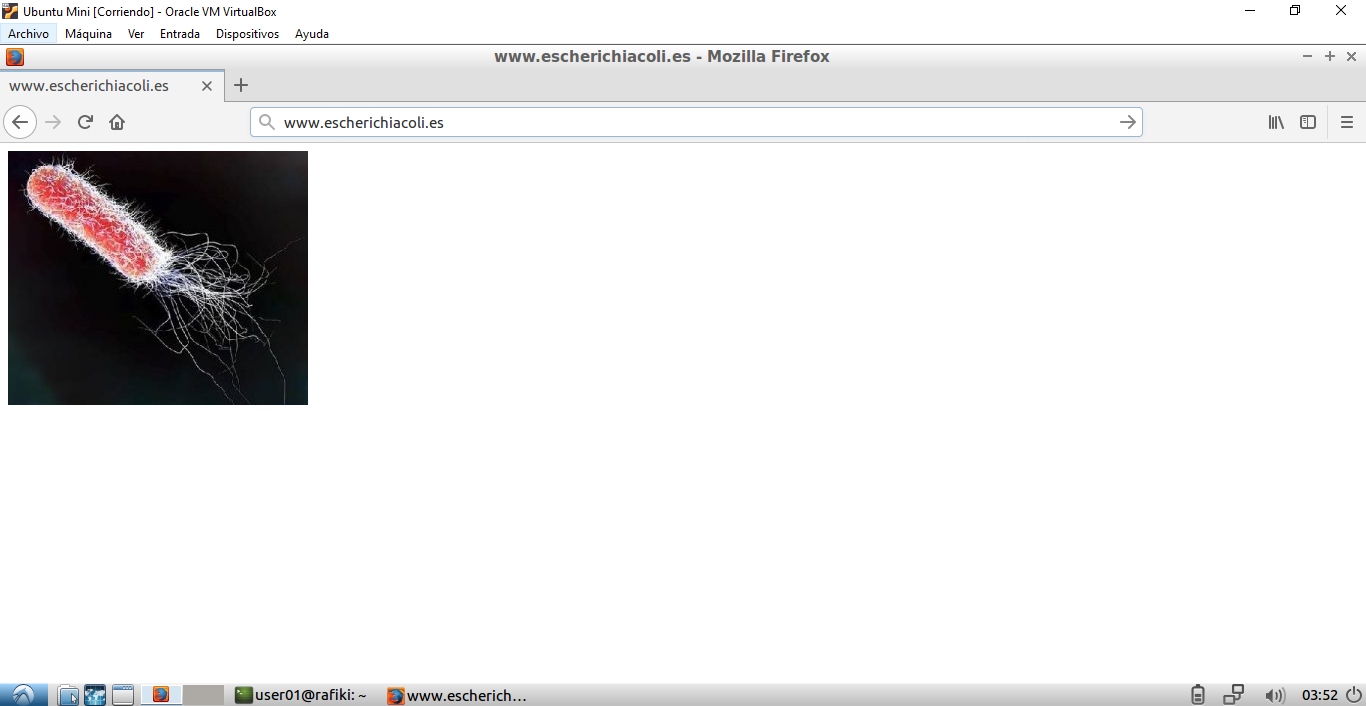 Ubuntu Mini [Corriendo] - Oracle VM VirtualBox
Archivo Máquina Ver Entrada Dispositivos Ayuda
www.escherichiacoli.es - Mozilla Firefox
www.escherichiacoli.es
www.escherichiacoli.es
user01@rafiki: ~ www.escherich... 03:52